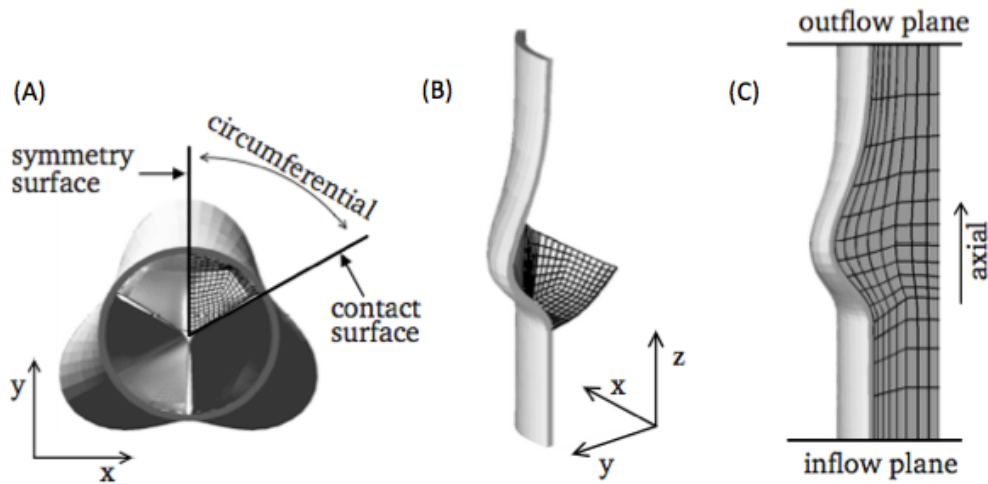 (A)
symmetry
surface
circumferential
contact
surface
y
x
(B)
z
x
y
(C)
outflow plane
axial
inflow plane